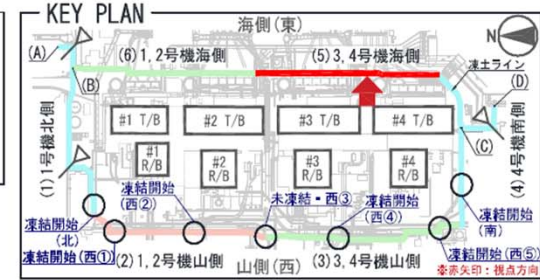 KEY PLAN
海側(東)
N
(A)
(6)1,2号機海側
(5)3,4号機海側
凍土ライン
(B)
(D)
#1 T/B
#2 T/B
#3 T/B
#4 T/B
(1)1号機北側
#1
R/B
#2
R/B
#3
R/B
#4
R/B
(C)
(4)4号機南側
凍結開始
(西②)
未凍結・西③
凍結開始
(西④)
凍結開始
(北)
凍結開始
(南)
凍結開始(西①)
(2)1,2号機山側
山側(西)
(3)3,4号機山側
凍結開始(西⑤)
※赤矢印:視点方向